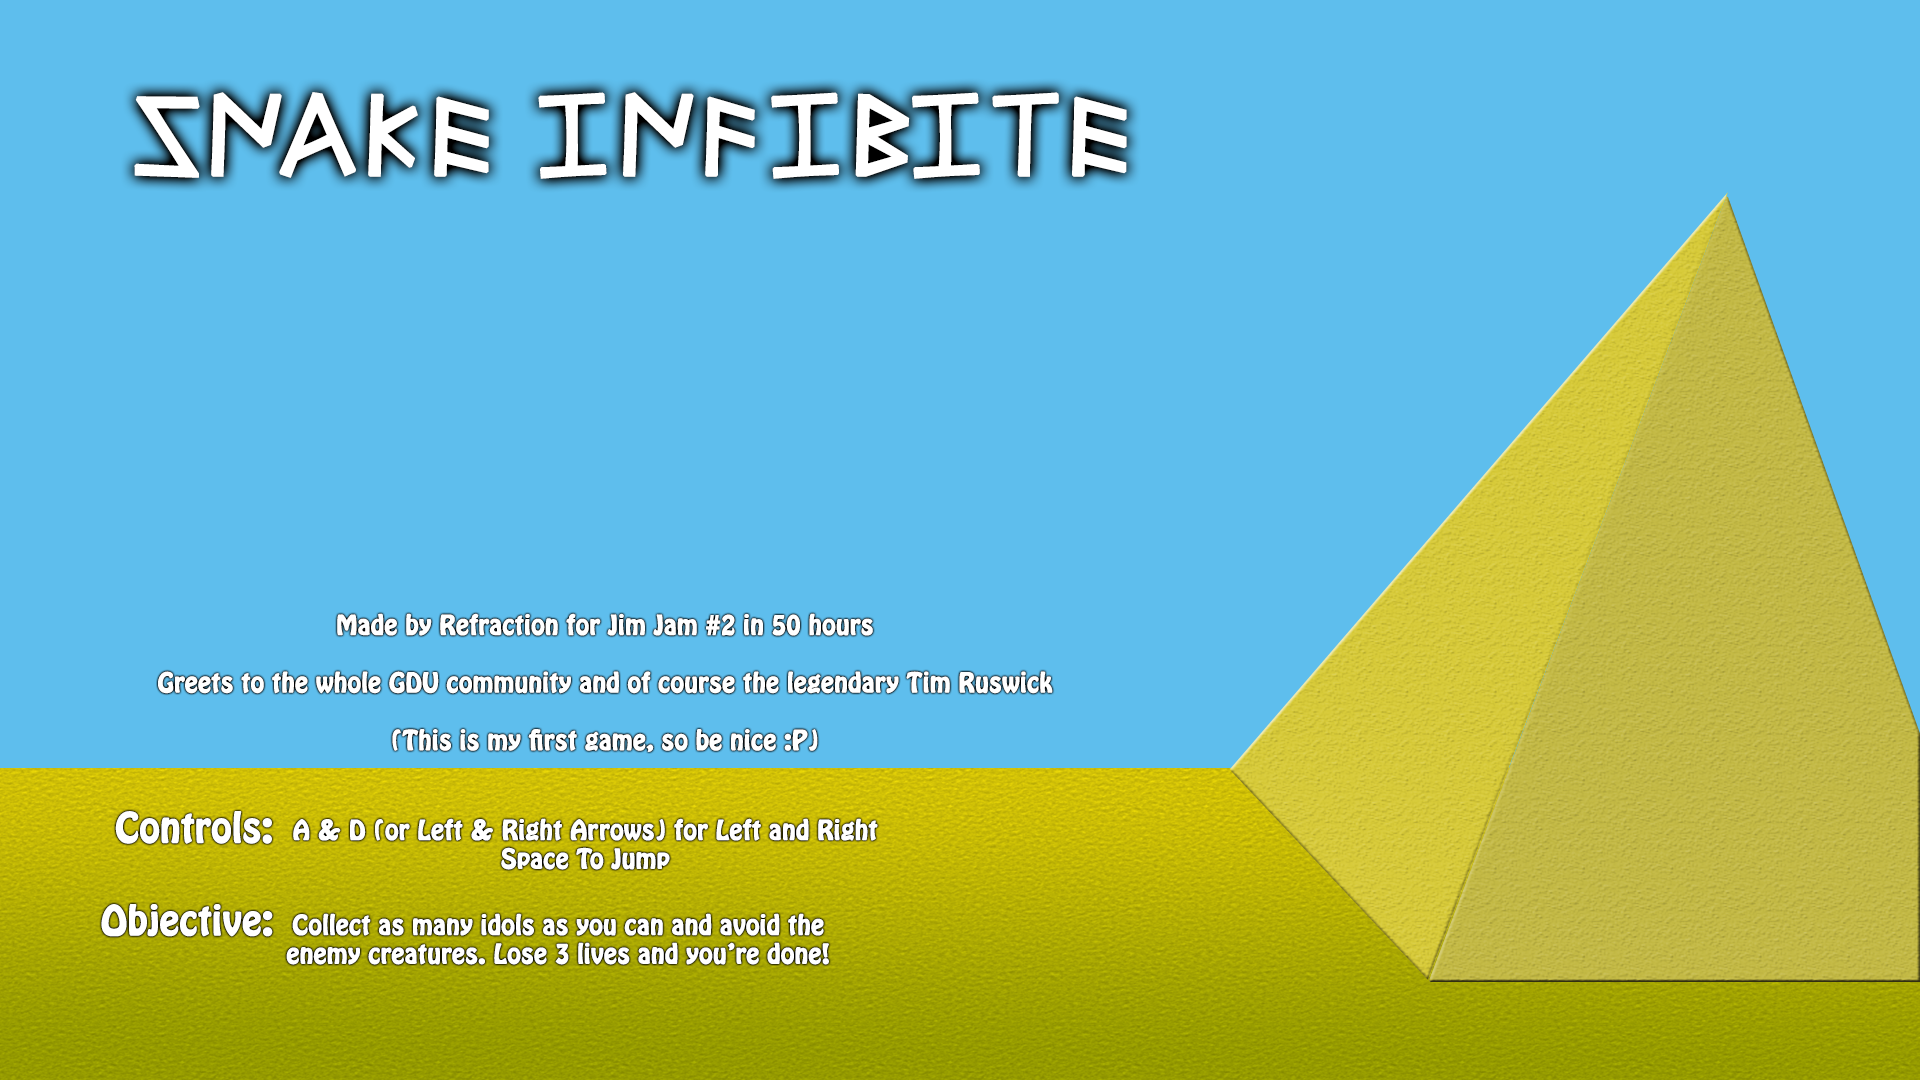 SNAKE INFIBITE
Made by Refraction for Jim Jam #2 in 50 hours
Greets to the whole GDU community and of course the legendary Tim Ruswick
(This is my first game, so be nice :P)
Controls: A & D (or Left & Right Arrows) for Left and Right
Space To Jump
Objective: Collect as many idols as you can and avoid the
enemy creatures. Lose 3 lives and you're done!